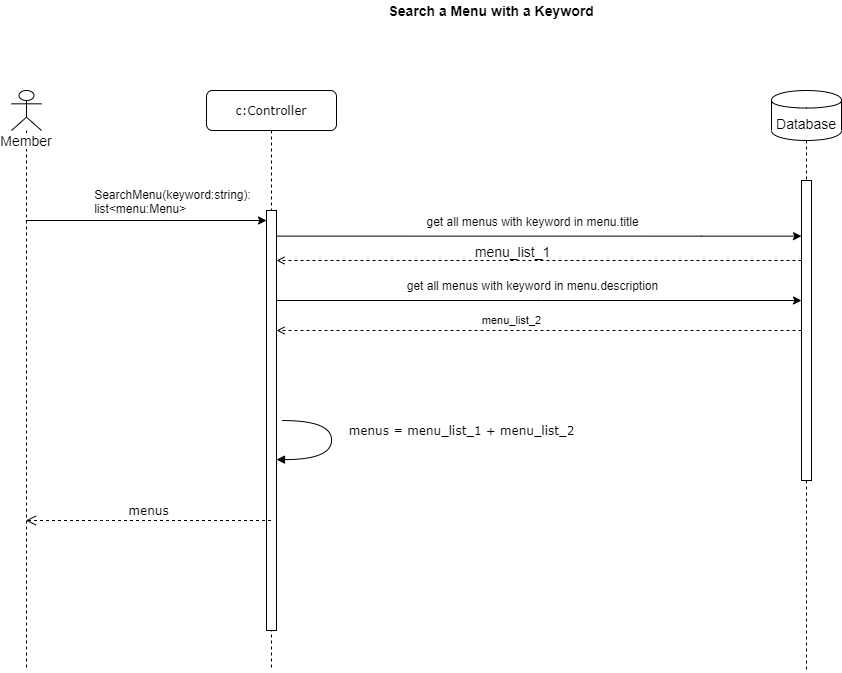 Search a Menu with a Keyword
c:Controller
Database
Member
SearchMenu(keyword:string):
list<menu:Menu>
get all menus with keyword in menu.title
menu_list_1
get all menus with keyword in menu.description
menu_list_2
menus = menu_list_1 + menu_list_2
menus